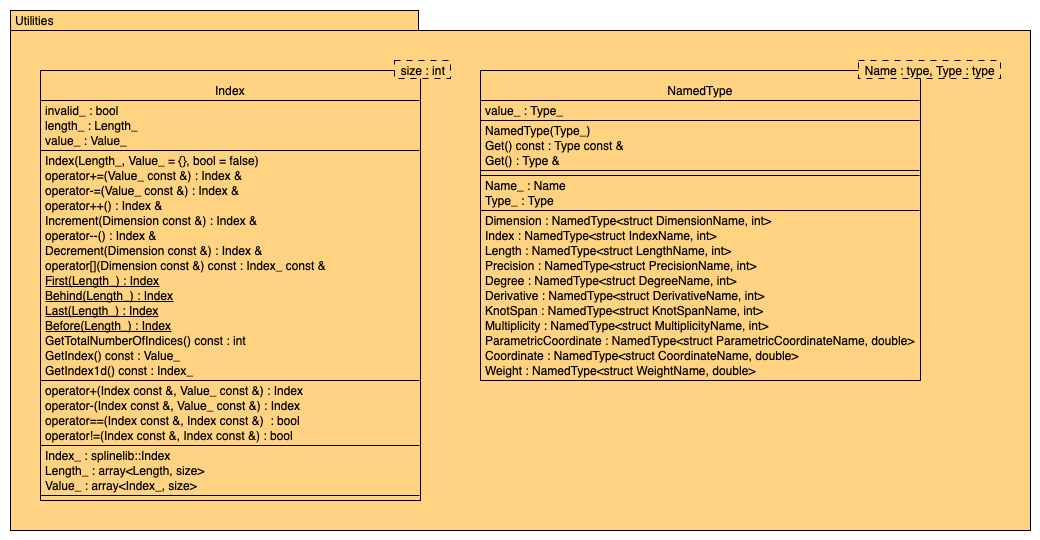 Utilities
size : int
Index
invalid_ : bool
length_ : Length_
value_ : Value_
Index(Length_, Value_ = {}, bool = false)
operator+=(Value_ const &) : Index &
operator-=(Value_ const &) : Index &
operator++() : Index &
Increment(Dimension const &) : Index &
operator--() : Index &
Decrement(Dimension const &) : Index &
operator[](Dimension const &) const : Index_ const &
First(Length_) : Index
Behind(Length_) : Index
Last(Length_) : Index
Before(Length_) : Index
GetTotalNumberOfIndices() const : int
GetIndex() const : Value_
GetIndex1d() const : Index_
operator+(Index const &, Value_ const &) : Index
operator-(Index const &, Value_ const &) : Index
operator==(Index const &, Index const &)  : bool
operator!=(Index const &, Index const &) : bool
Index_ : splinelib::Index
Length_ : array<Length, size>
Value_ : array<Index_, size>
Name : type, Type : type
NamedType
value_ : Type_
NamedType(Type_)
Get() const : Type const &
Get() : Type &
Name_ : Name
Type_ : Type
Dimension : NamedType<struct DimensionName, int>
Index : NamedType<struct IndexName, int>
Length : NamedType<struct LengthName, int>
Precision : NamedType<struct PrecisionName, int>
Degree : NamedType<struct DegreeName, int>
Derivative : NamedType<struct DerivativeName, int>
KnotSpan : NamedType<struct KnotSpanName, int>
Multiplicity : NamedType<struct MultiplicityName, int>
ParametricCoordinate : NamedType<struct ParametricCoordinateName, double>
Coordinate : NamedType<struct CoordinateName, double>
Weight : NamedType<struct WeightName, double>